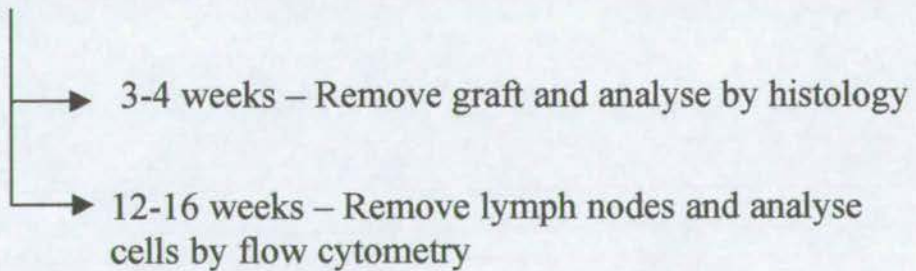 3-4 weeks – Remove graft and analyse by histology
12-16 weeks – Remove lymph nodes and analyse
cells by flow cytometry